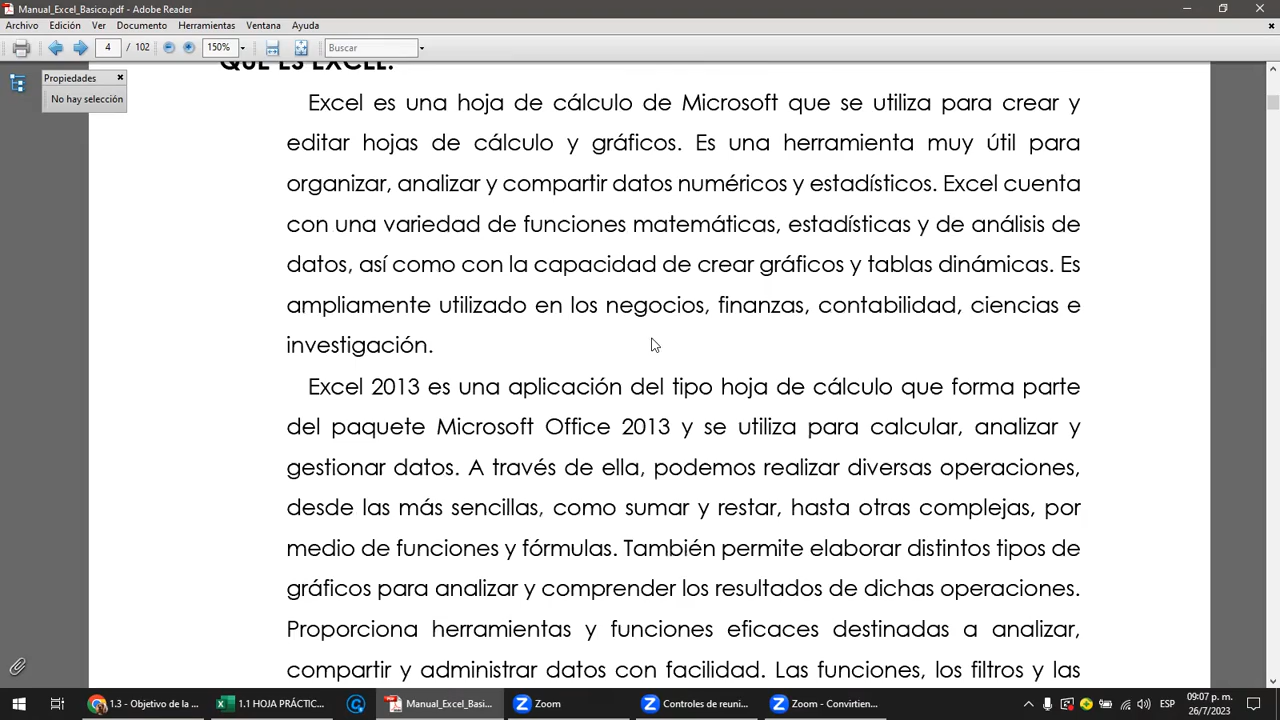 Manual_Excel_Basico.pdf - Adobe Reader
Archivo Edición Ver Documento Herramientas Ventana Ayuda
4 / 102 150% Buscar
Propiedades
No hay selección
QUÉ ES EXCEL.
Excel es una hoja de cálculo de Microsoft que se utiliza para crear y
editar hojas de cálculo y gráficos. Es una herramienta muy útil para
organizar, analizar y compartir datos numéricos y estadísticos. Excel cuenta
con una variedad de funciones matemáticas, estadísticas y de análisis de
datos, así como con la capacidad de crear gráficos y tablas dinámicas. Es
ampliamente utilizado en los negocios, finanzas, contabilidad, ciencias e
investigación.
Excel 2013 es una aplicación del tipo hoja de cálculo que forma parte
del paquete Microsoft Office 2013 y se utiliza para calcular, analizar y
gestionar datos. A través de ella, podemos realizar diversas operaciones,
desde las más sencillas, como sumar y restar, hasta otras complejas, por
medio de funciones y fórmulas. También permite elaborar distintos tipos de
gráficos para analizar y comprender los resultados de dichas operaciones.
Proporciona herramientas y funciones eficaces destinadas a analizar,
compartir y administrar datos con facilidad. Las funciones, los filtros y las
1.3 - Objetivo de la ... 1.1 HOJA PRÁCTIC... Manual_Excel_Basi... Zoom Controles de reuni... Zoom - Convirtien... ESP 09:07 p. m.
26/7/2023